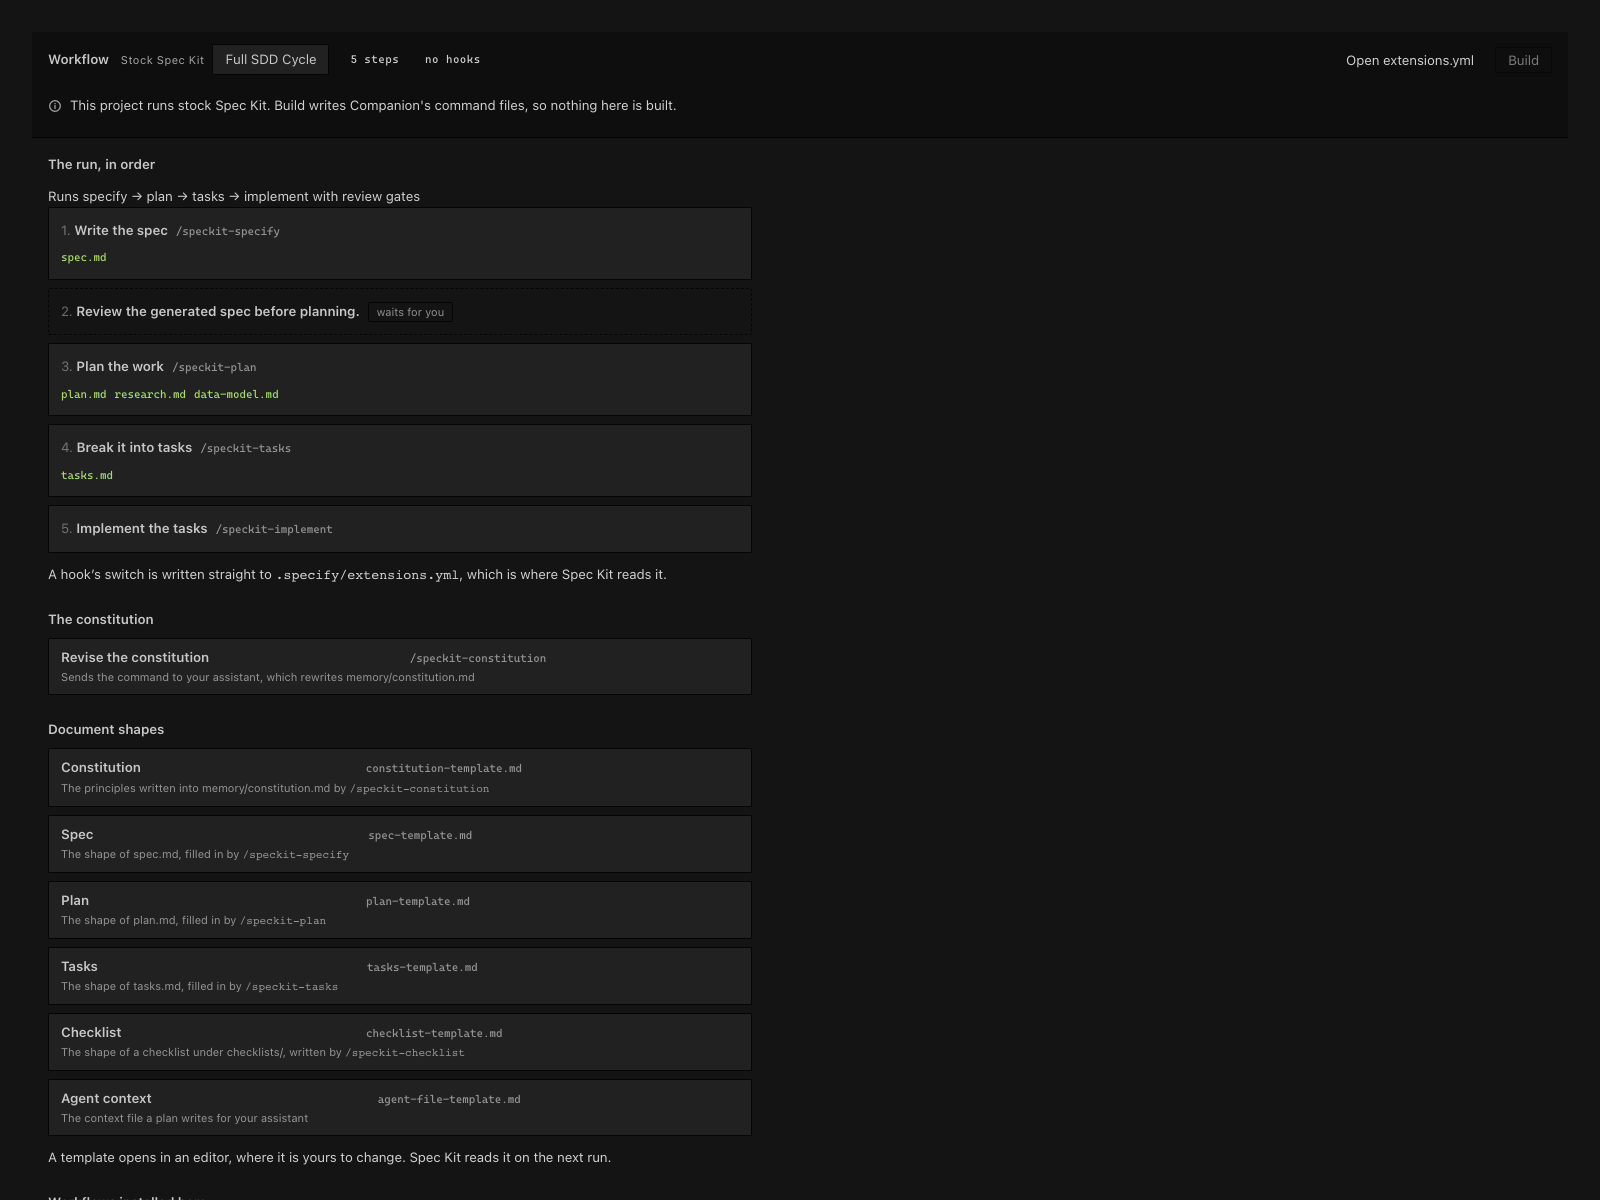 Workflow Stock Spec Kit Full SDD Cycle 5 steps no hooks Open extensions.yml Build
This project runs stock Spec Kit. Build writes Companion's command files, so nothing here is built.
The run, in order
Runs specify → plan → tasks → implement with review gates
1. Write the spec /speckit-specify
spec.md
2. Review the generated spec before planning. waits for you
3. Plan the work /speckit-plan
plan.md research.md data-model.md
4. Break it into tasks /speckit-tasks
tasks.md
5. Implement the tasks /speckit-implement
A hook’s switch is written straight to .specify/extensions.yml, which is where Spec Kit reads it.
The constitution
Revise the constitution /speckit-constitution
Sends the command to your assistant, which rewrites memory/constitution.md
Document shapes
Constitution constitution-template.md
The principles written into memory/constitution.md by /speckit-constitution
Spec spec-template.md
The shape of spec.md, filled in by /speckit-specify
Plan plan-template.md
The shape of plan.md, filled in by /speckit-plan
Tasks tasks-template.md
The shape of tasks.md, filled in by /speckit-tasks
Checklist checklist-template.md
The shape of a checklist under checklists/, written by /speckit-checklist
Agent context agent-file-template.md
The context file a plan writes for your assistant
A template opens in an editor, where it is yours to change. Spec Kit reads it on the next run.